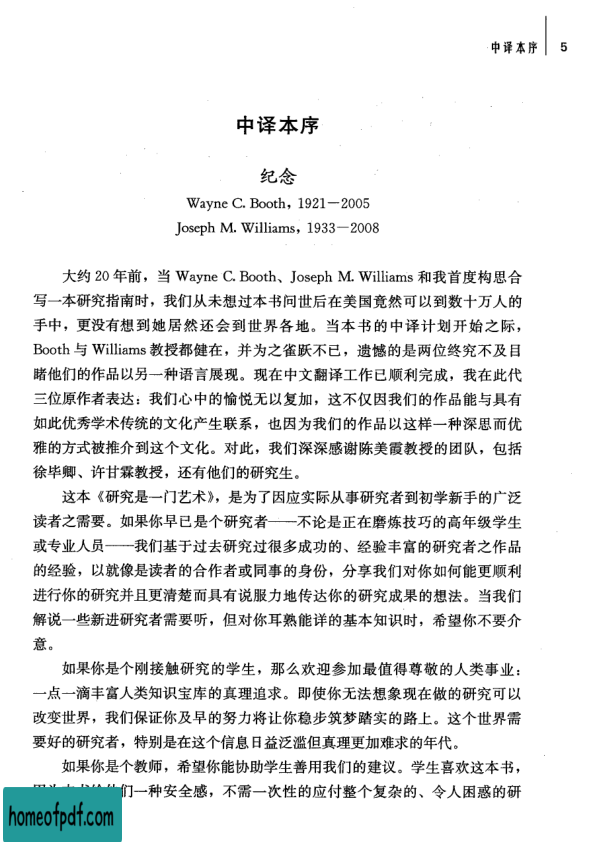 中译本序 5
中译本序
纪念
Wayne C. Booth, 1921—2005
Joseph M. Williams, 1933—2008
大约 20 年前，当 Wayne C. Booth、Joseph M. Williams 和我首度构思合
写一本研究指南时，我们从未想过本书问世后在美国竟然可以到数十万人的
手中，更没有想到她居然还会到世界各地。当本书的中译计划开始之际，
Booth 与 Williams 教授都健在，并为之雀跃不已，遗憾的是两位终究不及目
睹他们的作品以另一种语言展现。现在中文翻译工作已顺利完成，我在此代
三位原作者表达：我们心中的愉悦无以复加，这不仅因我们的作品能与具有
如此优秀学术传统的文化产生联系，也因为我们的作品以这样一种深思而优
雅的方式被推介到这个文化。对此，我们深深感谢陈美霞教授的团队，包括
徐毕卿、许甘霖教授，还有他们的研究生。
这本《研究是一门艺术》，是为了因应实际从事研究者到初学新手的广泛
读者之需要。如果你早已是个研究者——不论是正在磨炼技巧的高年级学生
或专业人员——我们基于过去研究过很多成功的、经验丰富的研究者之作品
的经验，以就像是读者的合作者或同事的身份，分享我们对你如何能更顺利
进行你的研究并且更清楚而具有说服力地传达你的研究成果的想法。当我们
解说一些新进研究者需要听，但对你耳熟能详的基本知识时，希望你不要介
意。
如果你是个刚接触研究的学生，那么欢迎参加最值得尊敬的人类事业：
一点一滴丰富人类知识宝库的真理追求。即使你无法想象现在做的研究可以
改变世界，我们保证你及早的努力将让你稳步筑梦踏实的路上。这个世界需
要好的研究者，特别是在这个信息日益泛滥但真理更加难求的年代。
如果你是个教师，希望你能协助学生善用我们的建议。学生喜欢这本书，
们一种安全感，不需一次性的应付整个复杂的、令人困惑的研
homeofpdf.com